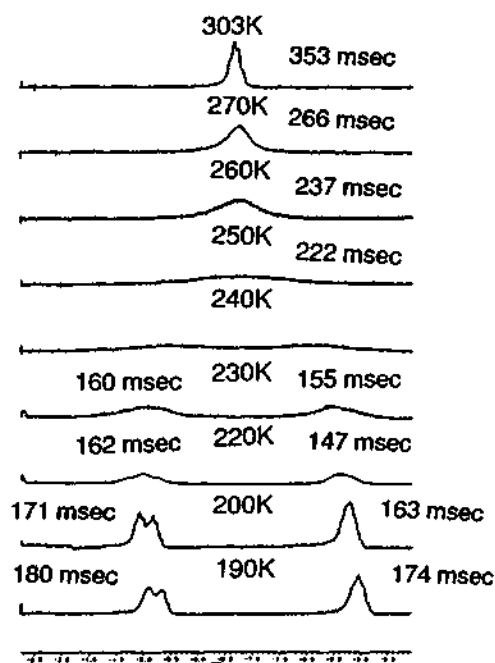 303K
353 msec
270K
266 msec
260K
237 msec
250K
222 msec
240K
230K
160 msec 155 msec
220K
162 msec 147 msec
200K
171 msec 163 msec
190K
180 msec 174 msec